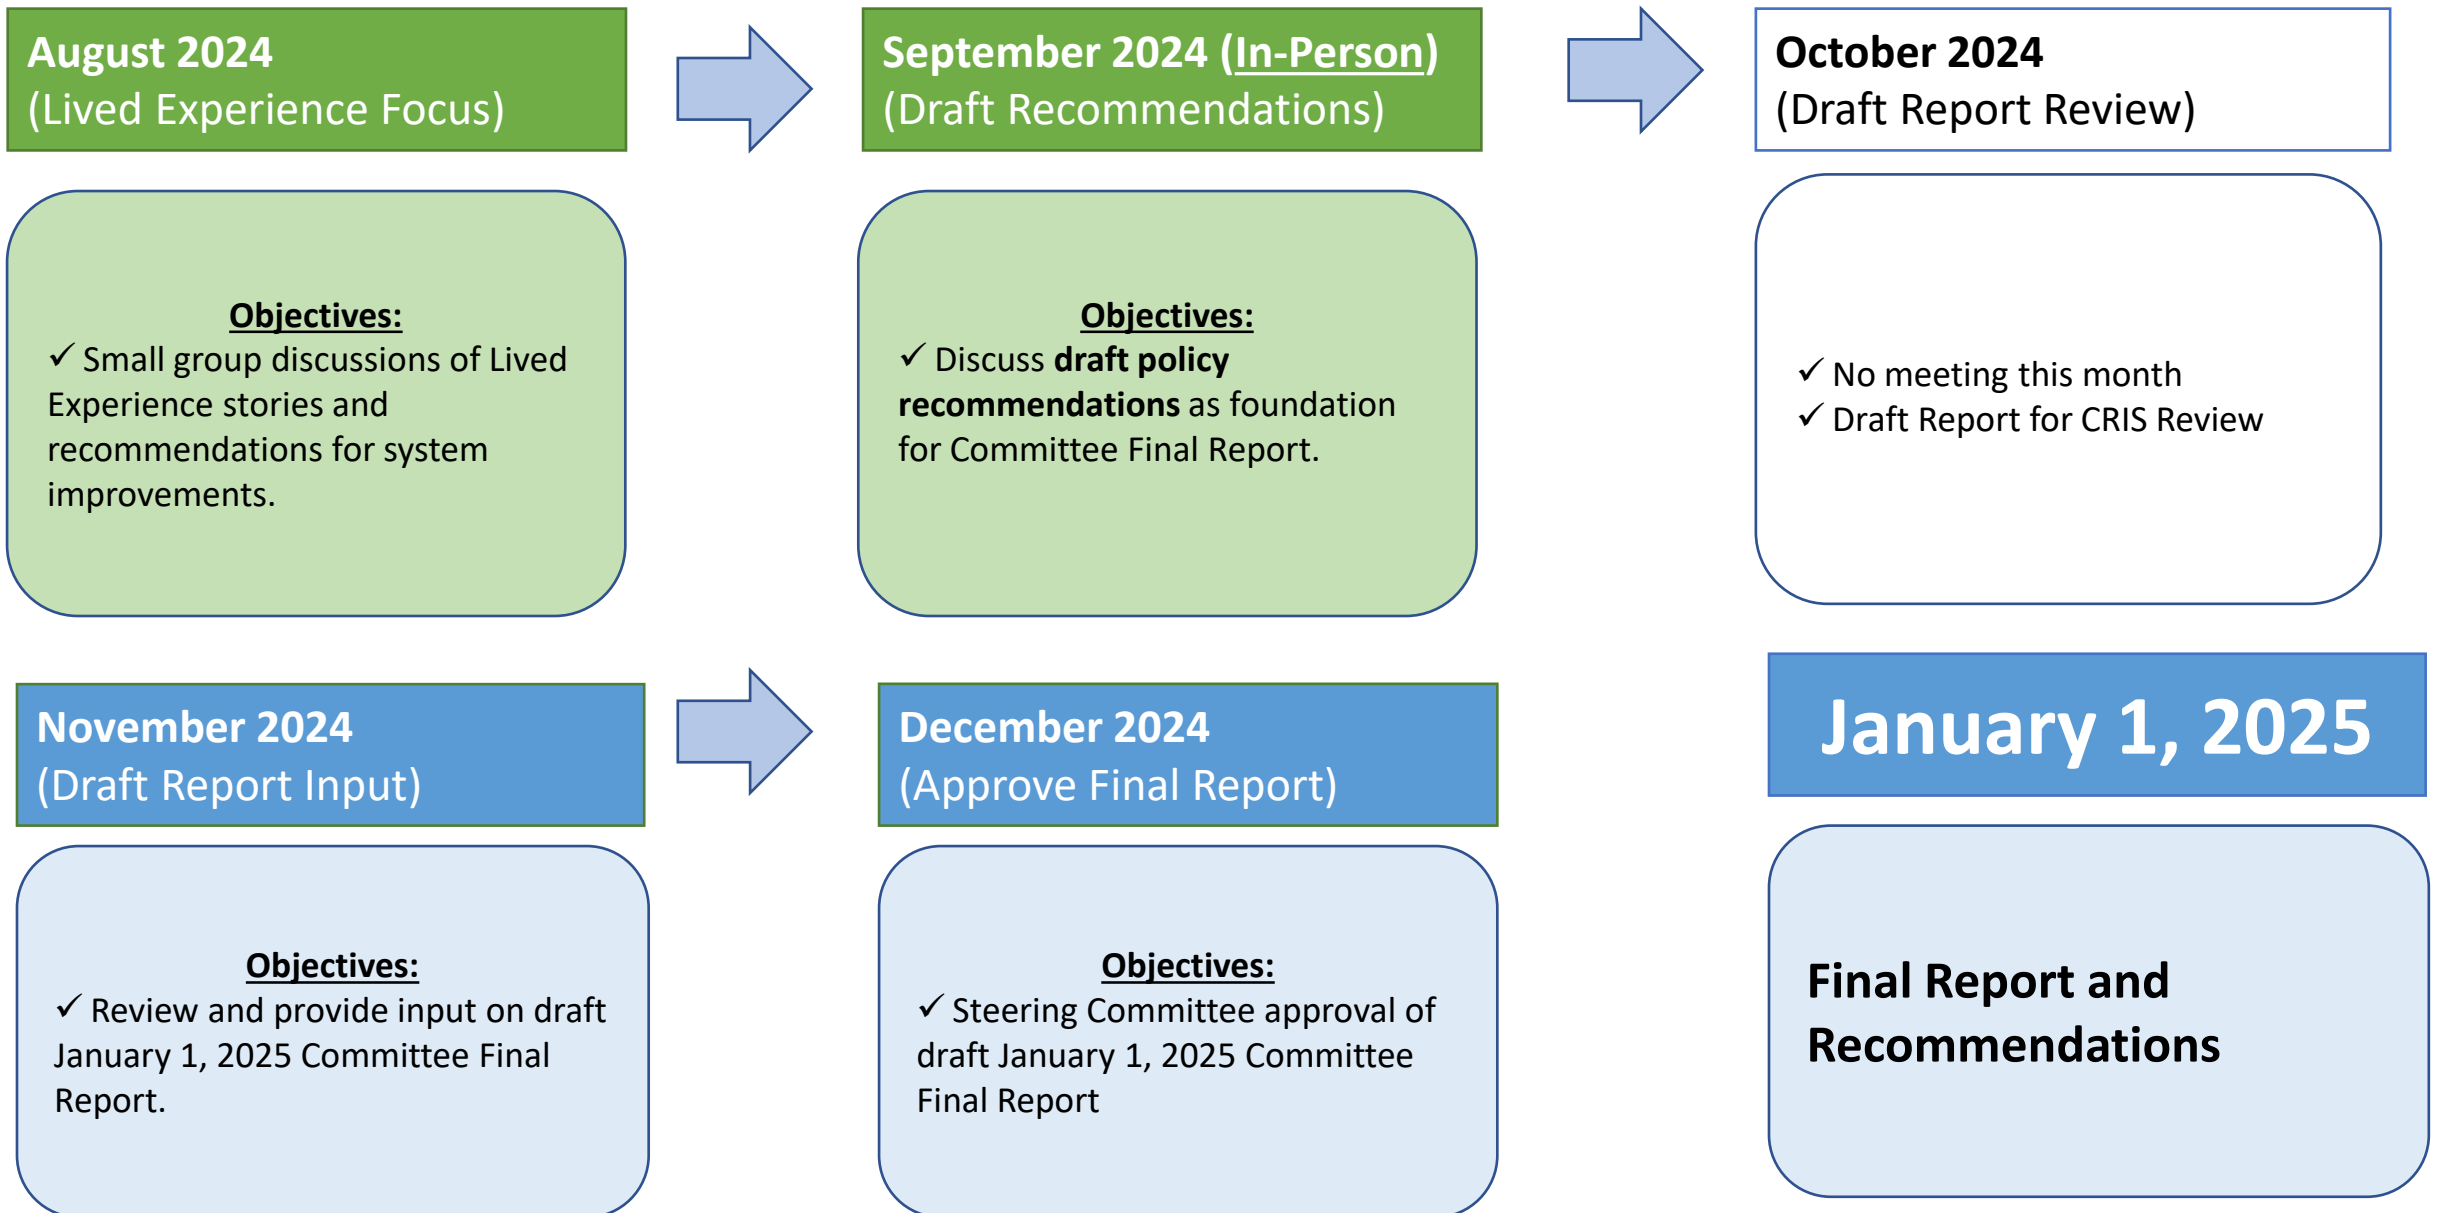 August 2024
(Lived Experience Focus)
September 2024 (In-Person)
(Draft Recommendations)
October 2024
(Draft Report Review)
Objectives:
✓ Small group discussions of Lived
Experience stories and
recommendations for system
improvements.
Objectives:
✓ Discuss draft policy
recommendations as foundation
for Committee Final Report.
✓ No meeting this month
✓ Draft Report for CRIS Review
November 2024
(Draft Report Input)
December 2024
(Approve Final Report)
January 1, 2025
Objectives:
✓ Review and provide input on draft
January 1, 2025 Committee Final
Report.
Objectives:
✓ Steering Committee approval of
draft January 1, 2025 Committee
Final Report
Final Report and
Recommendations